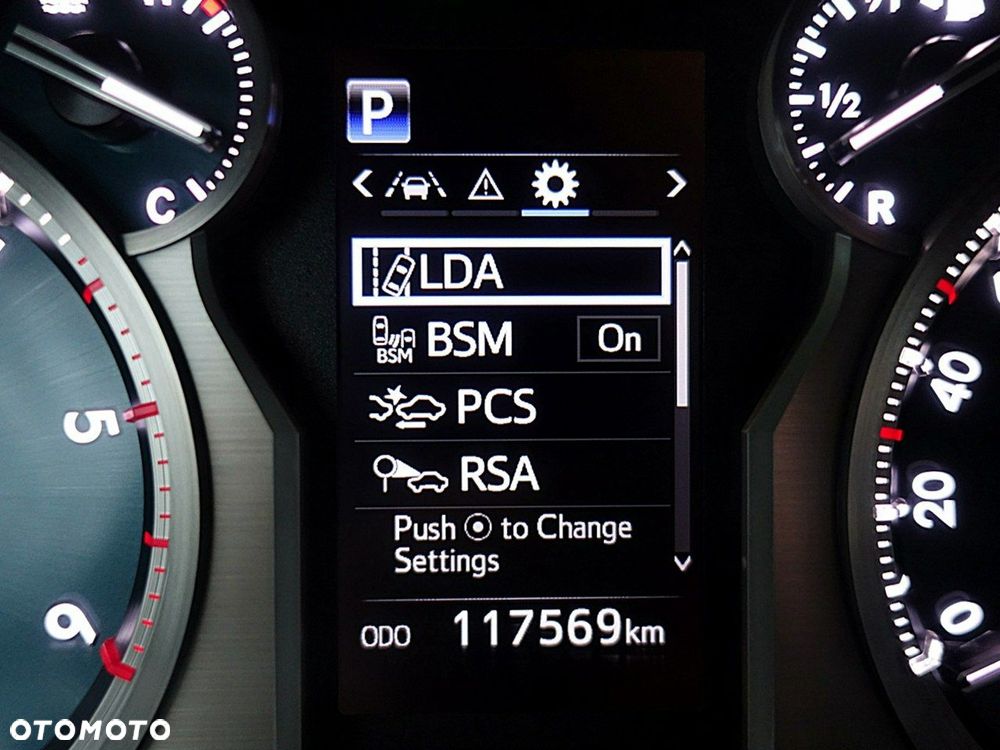 P
LDA
BSM
BSM
On
PCS
RSA
Push to Change
Settings
ODO
117569km
C
5
6
1/2
R
40
20
0
OTOMOTO